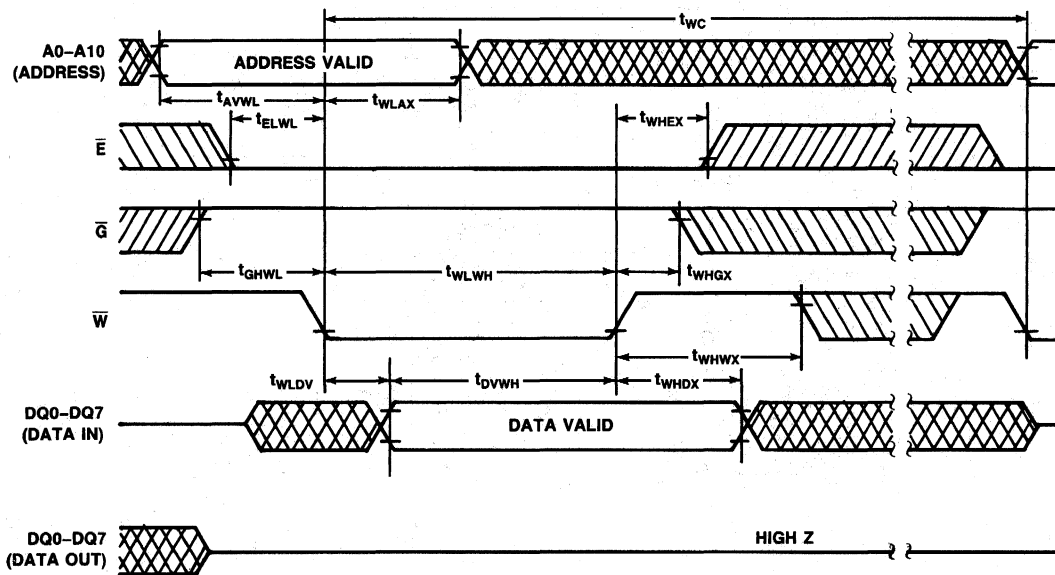 tWC
A0–A10
(ADDRESS)
ADDRESS VALID
tAVWL
tWLAX
tELWL
tWHEX
E̅
G̅
tGHWL
tWLWH
tWHGX
W̅
tWHWX
tWLDV
tDVWH
tWHDX
DQ0–DQ7
(DATA IN)
DATA VALID
DQ0–DQ7
(DATA OUT)
HIGH Z